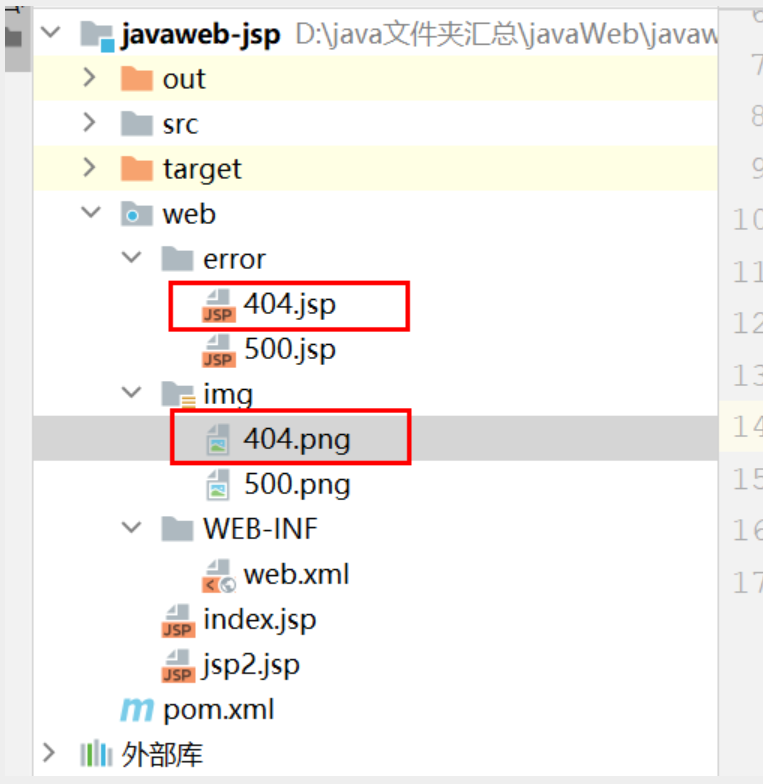 javaweb-jsp D:\java文件夹汇总\javaWeb\javaw
out
src
target
web
error
JSP 404.jsp
JSP 500.jsp
img
404.png
500.png
WEB-INF
web.xml
JSP index.jsp
JSP jsp2.jsp
m pom.xml
外部库
6
7
8
9
10
11
12
13
14
15
16
17